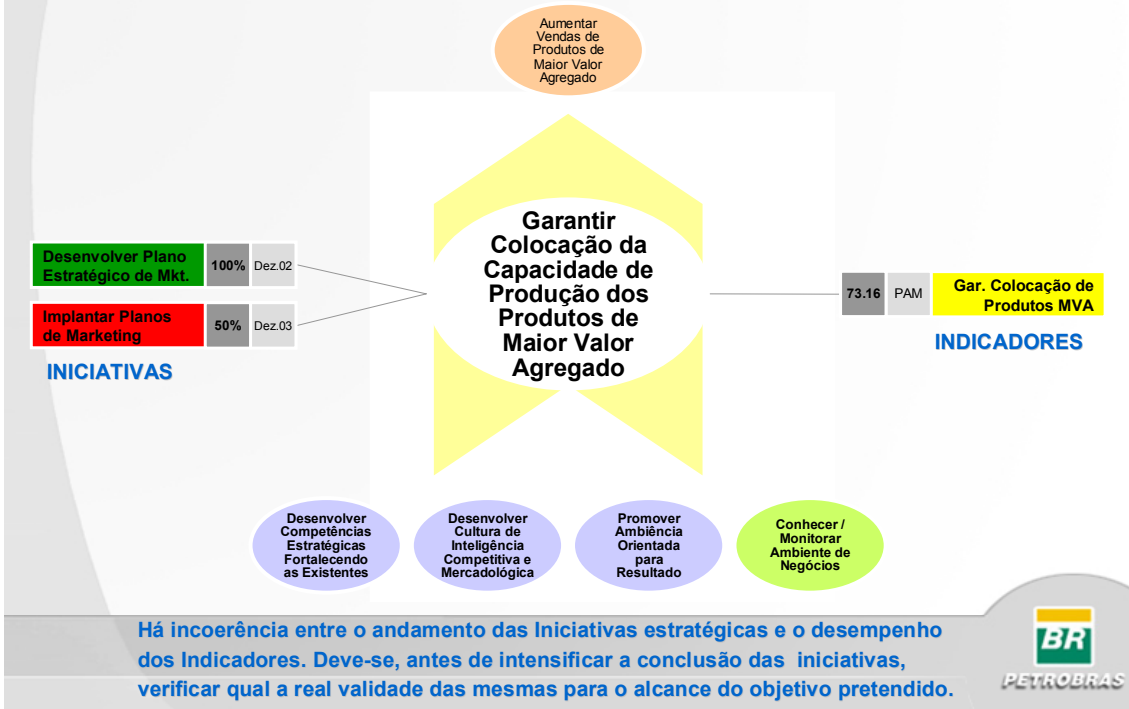 Aumentar
Vendas de
Produtos de
Maior Valor
Agregado
Garantir
Colocação da
Capacidade de
Produção dos
Produtos de
Maior Valor
Agregado
Desenvolver Plano
Estratégico de Mkt.
100%
Dez.02
Implantar Planos
de Marketing
50%
Dez.03
INICIATIVAS
73.16
PAM
Gar. Colocação de
Produtos MVA
INDICADORES
Desenvolver
Competências
Estratégicas
Fortalecendo
as Existentes
Desenvolver
Cultura de
Inteligência
Competitiva e
Mercadológica
Promover
Ambiência
Orientada
para
Resultado
Conhecer /
Monitorar
Ambiente de
Negócios
Há incoerência entre o andamento das Iniciativas estratégicas e o desempenho
dos Indicadores. Deve-se, antes de intensificar a conclusão das iniciativas,
verificar qual a real validade das mesmas para o alcance do objetivo pretendido.
BR
PETROBRAS